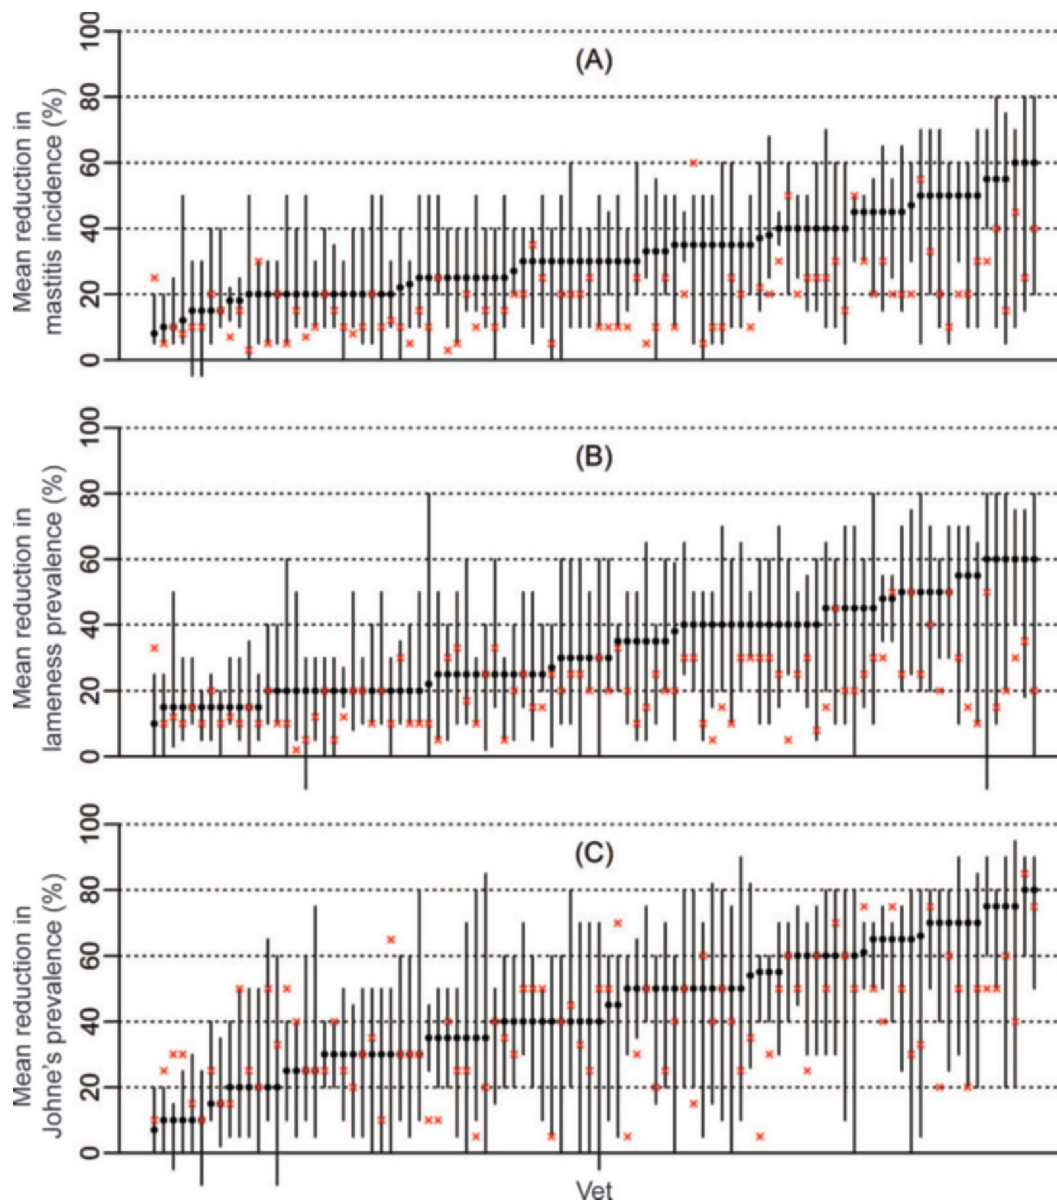 (A)
Mean reduction in
mastitis incidence (%)
100
80
60
40
20
0
(B)
Mean reduction in
lameness prevalence (%)
100
80
60
40
20
0
(C)
Mean reduction in
Johne's prevalence (%)
100
80
60
40
20
0
Vet